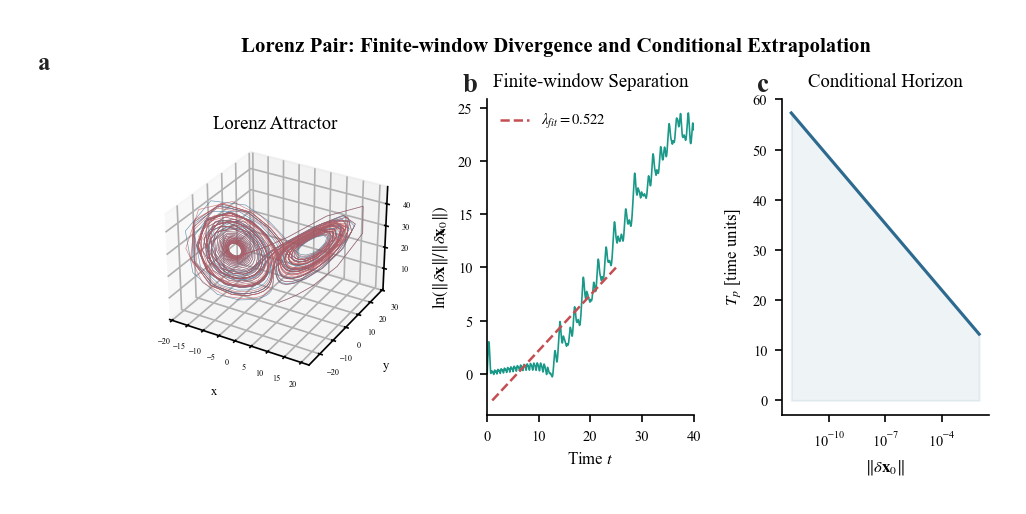 Lorenz Pair: Finite-window Divergence and Conditional Extrapolation
a
Lorenz Attractor
40
30
20
10
30
20
10
0
−10
−20
−20
−15
−10
−5
0
5
10
15
20
x
y
b
Finite-window Separation
λfit = 0.522
25
20
15
10
5
0
ln(‖δx‖/‖δx₀‖)
0
10
20
30
40
Time t
c
Conditional Horizon
60
50
40
30
20
10
0
Tₚ [time units]
10⁻¹⁰
10⁻⁷
10⁻⁴
‖δx₀‖